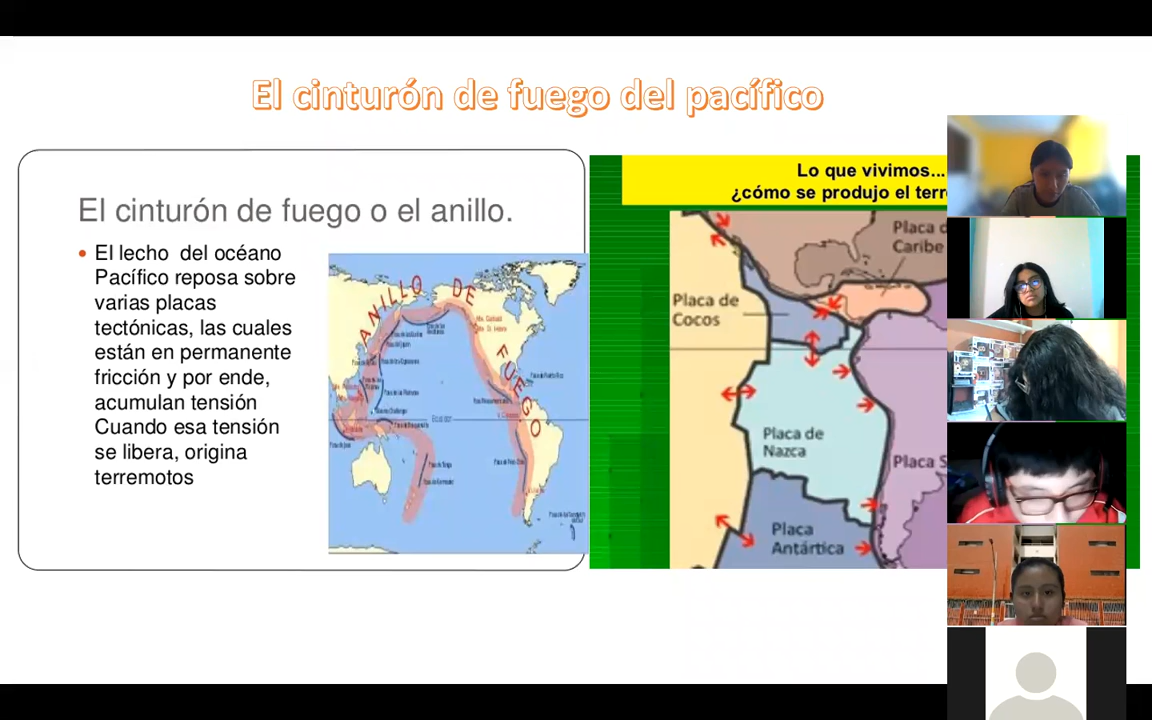 El cinturón de fuego del pacífico
El cinturón de fuego o el anillo.
El lecho del océano
Pacífico reposa sobre
varias placas
tectónicas, las cuales
están en permanente
fricción y por ende,
acumulan tensión
Cuando esa tensión
se libera, origina
terremotos
ANILLO DE FUEGO
Ecuador
Lo que vivimos...
¿cómo se produjo el terre
Placa d
Caribe
Placa de
Cocos
Placa de
Nazca
Placa S
Placa
Antártica